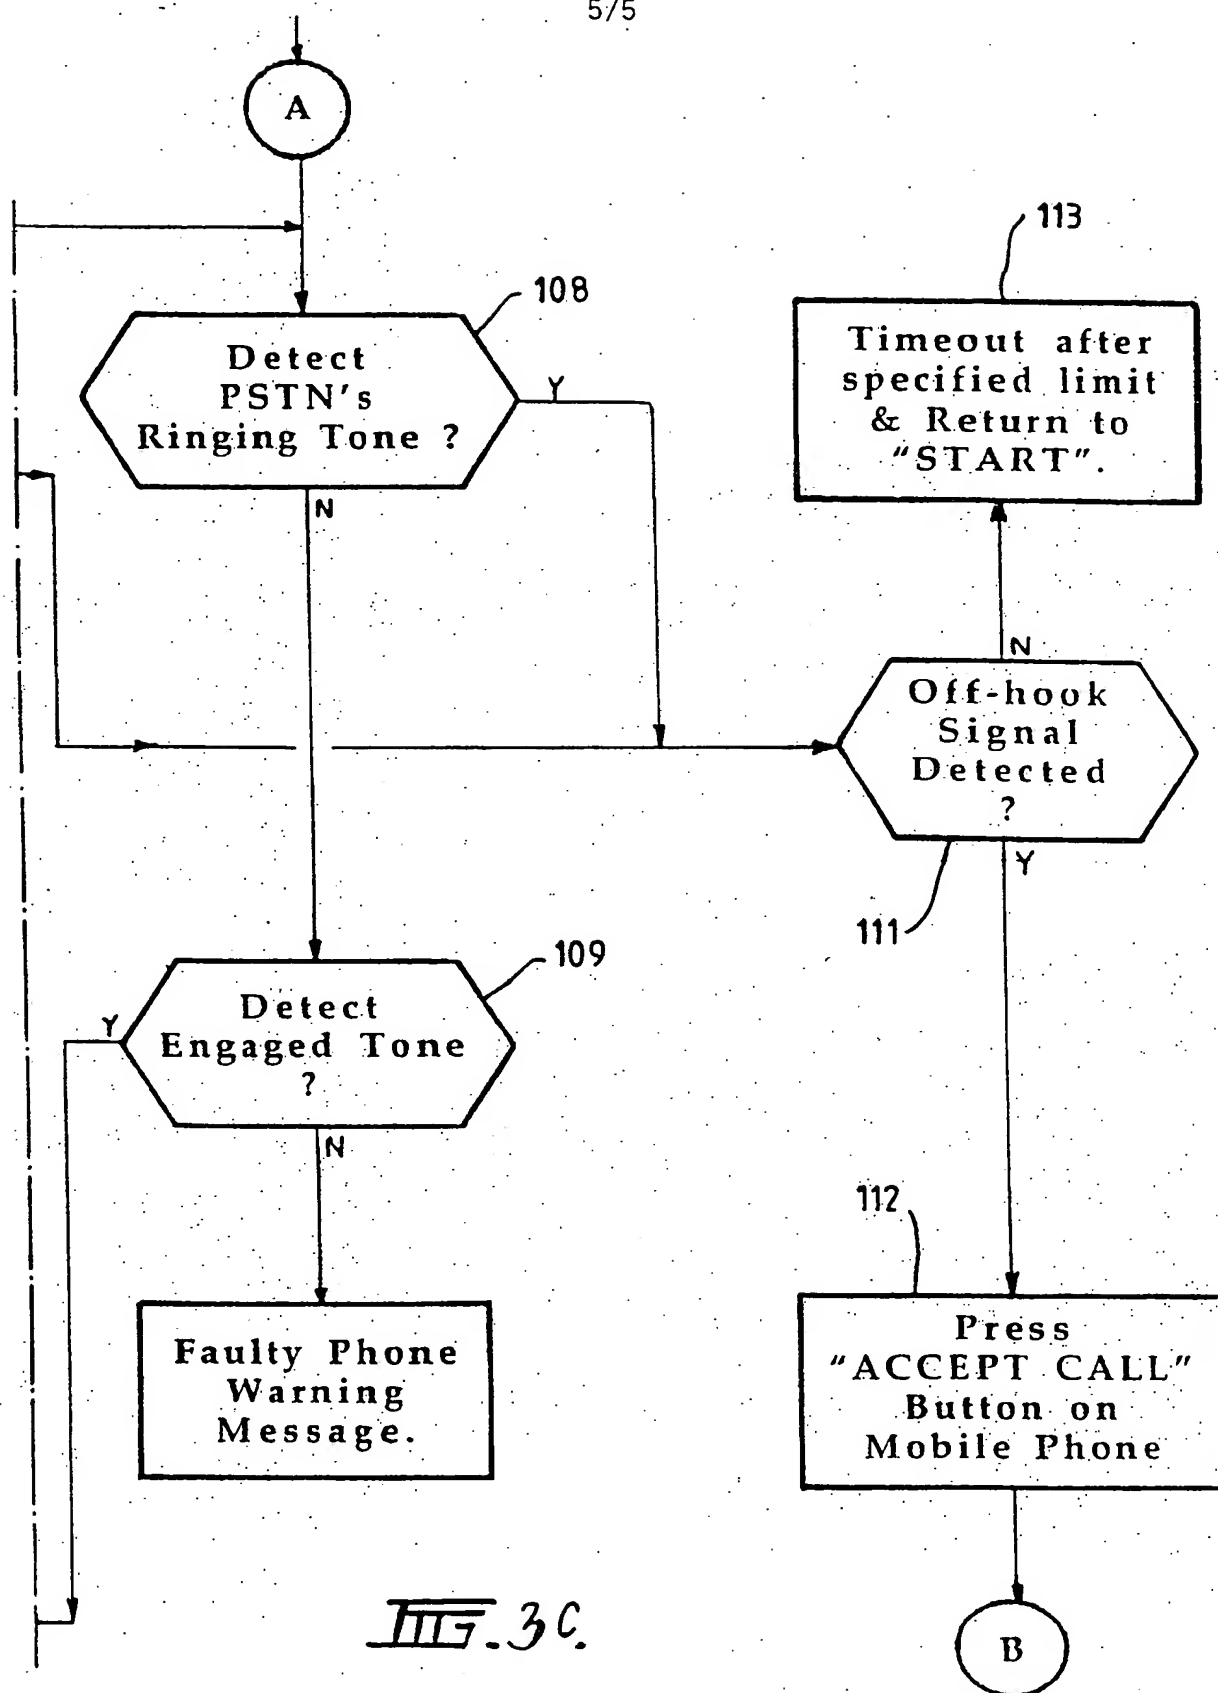 5/5
A
113
108
Detect
PSTN's
Ringing Tone ?
Y
N
Timeout after
specified limit
& Return to
"START".
N
Off-hook
Signal
Detected
?
Y
111
109
Detect
Engaged Tone
?
Y
N
112
Faulty Phone
Warning
Message.
Press
"ACCEPT CALL"
Button on
Mobile Phone
FIG. 3C.
B